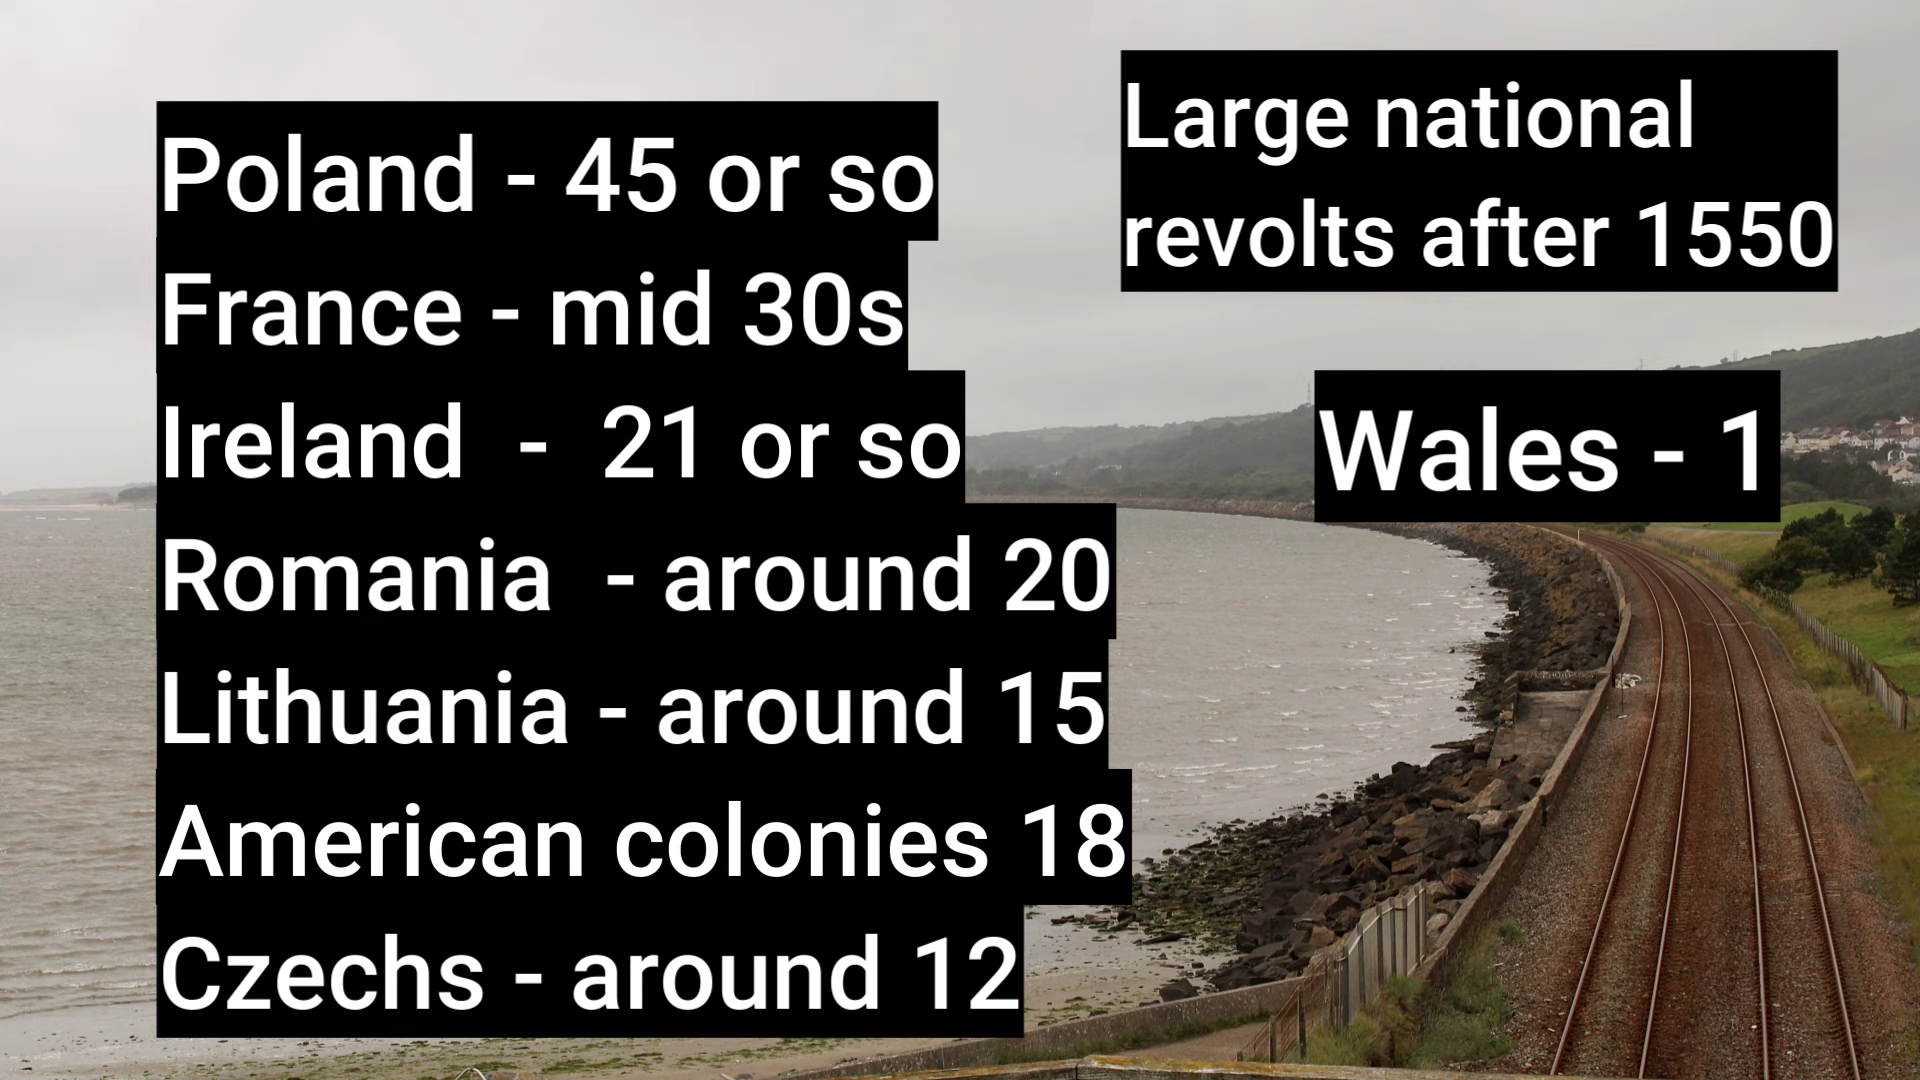 Poland - 45 or so
France - mid 30s
Ireland - 21 or so
Romania - around 20
Lithuania - around 15
American colonies 18
Czechs - around 12
Large national
revolts after 1550
Wales - 1